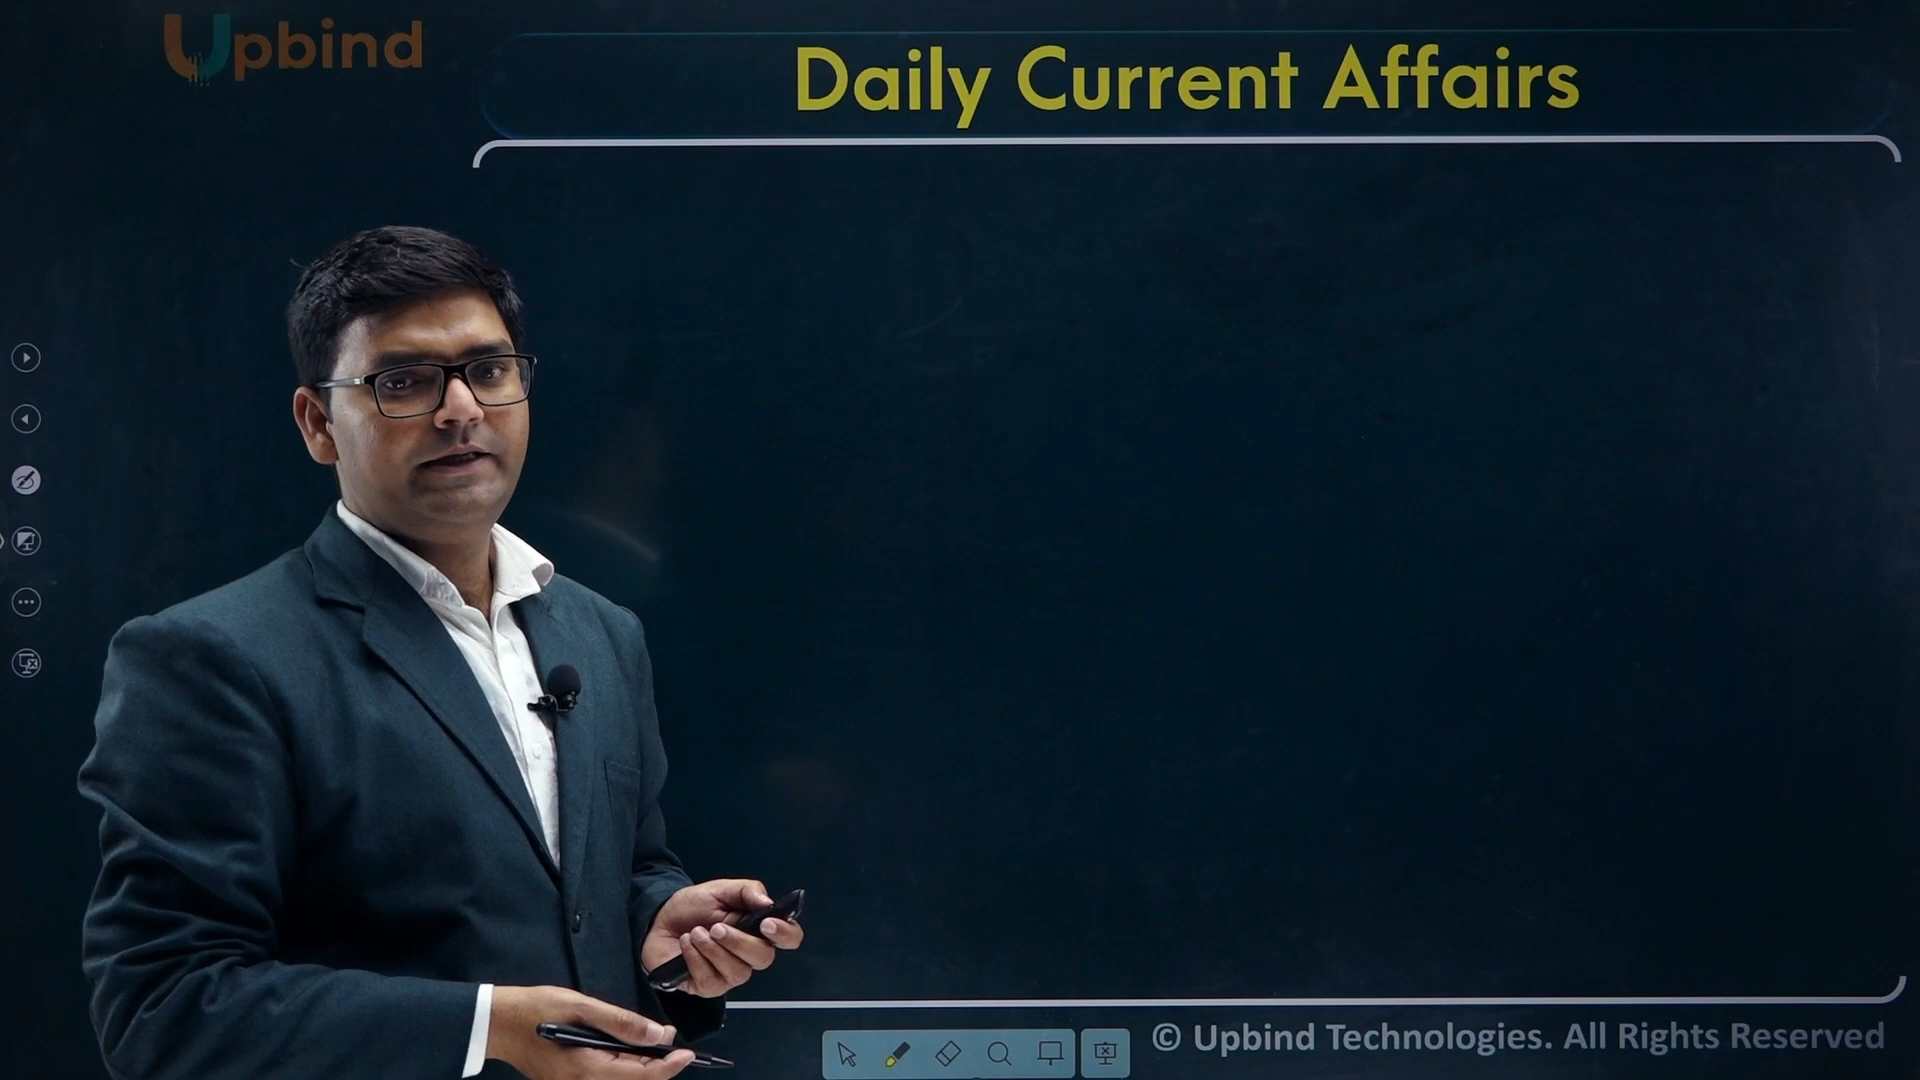 Upbind
Daily Current Affairs
© Upbind Technologies. All Rights Reserved